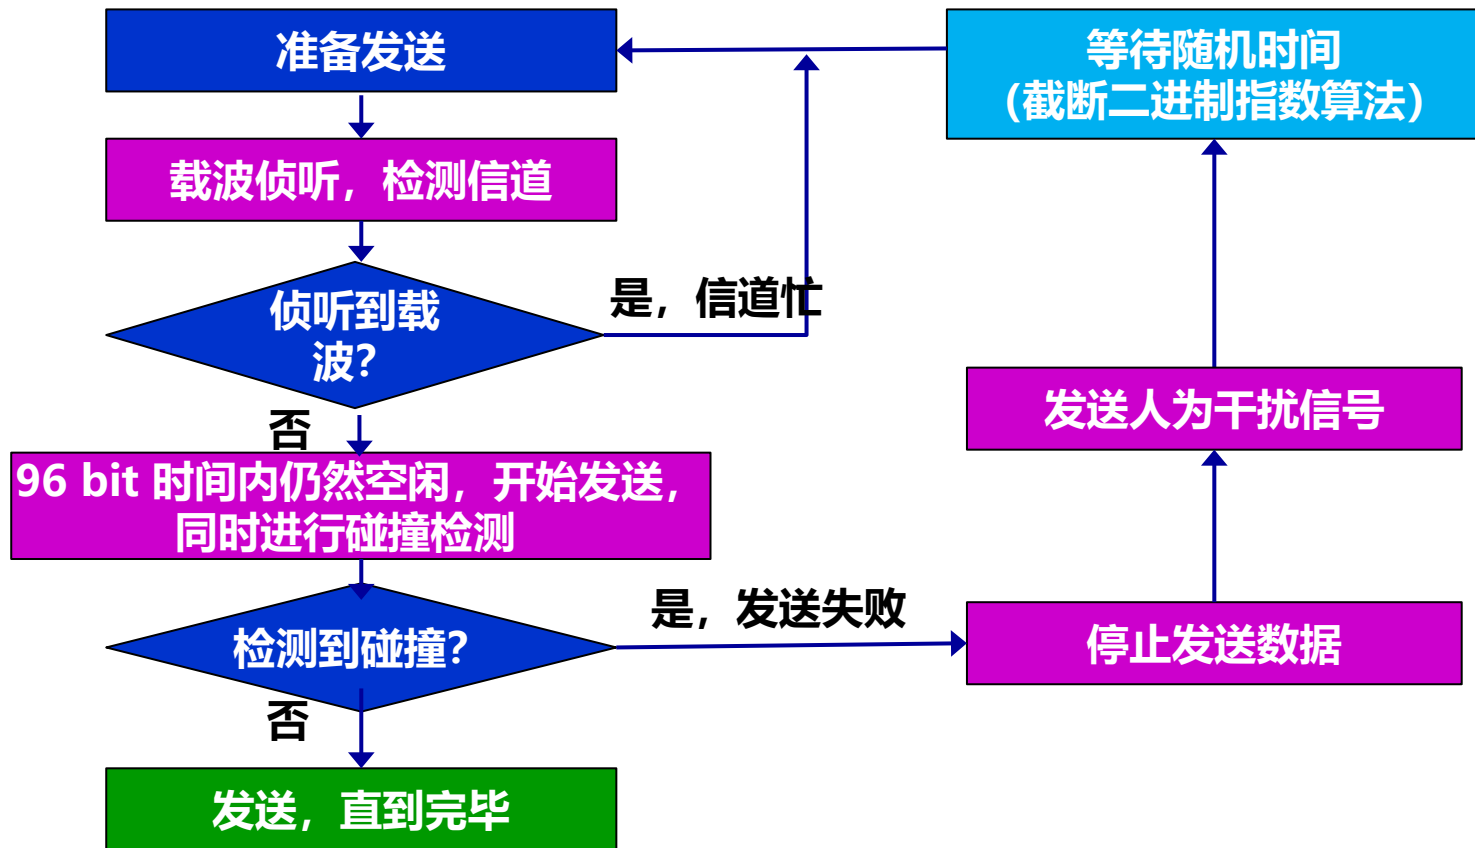 准备发送
等待随机时间
（截断二进制指数算法）
载波侦听，检测信道
侦听到载
波？
是，信道忙
发送人为干扰信号
否
96 bit 时间内仍然空闲，开始发送，
同时进行碰撞检测
检测到碰撞？
是，发送失败
停止发送数据
否
发送，直到完毕